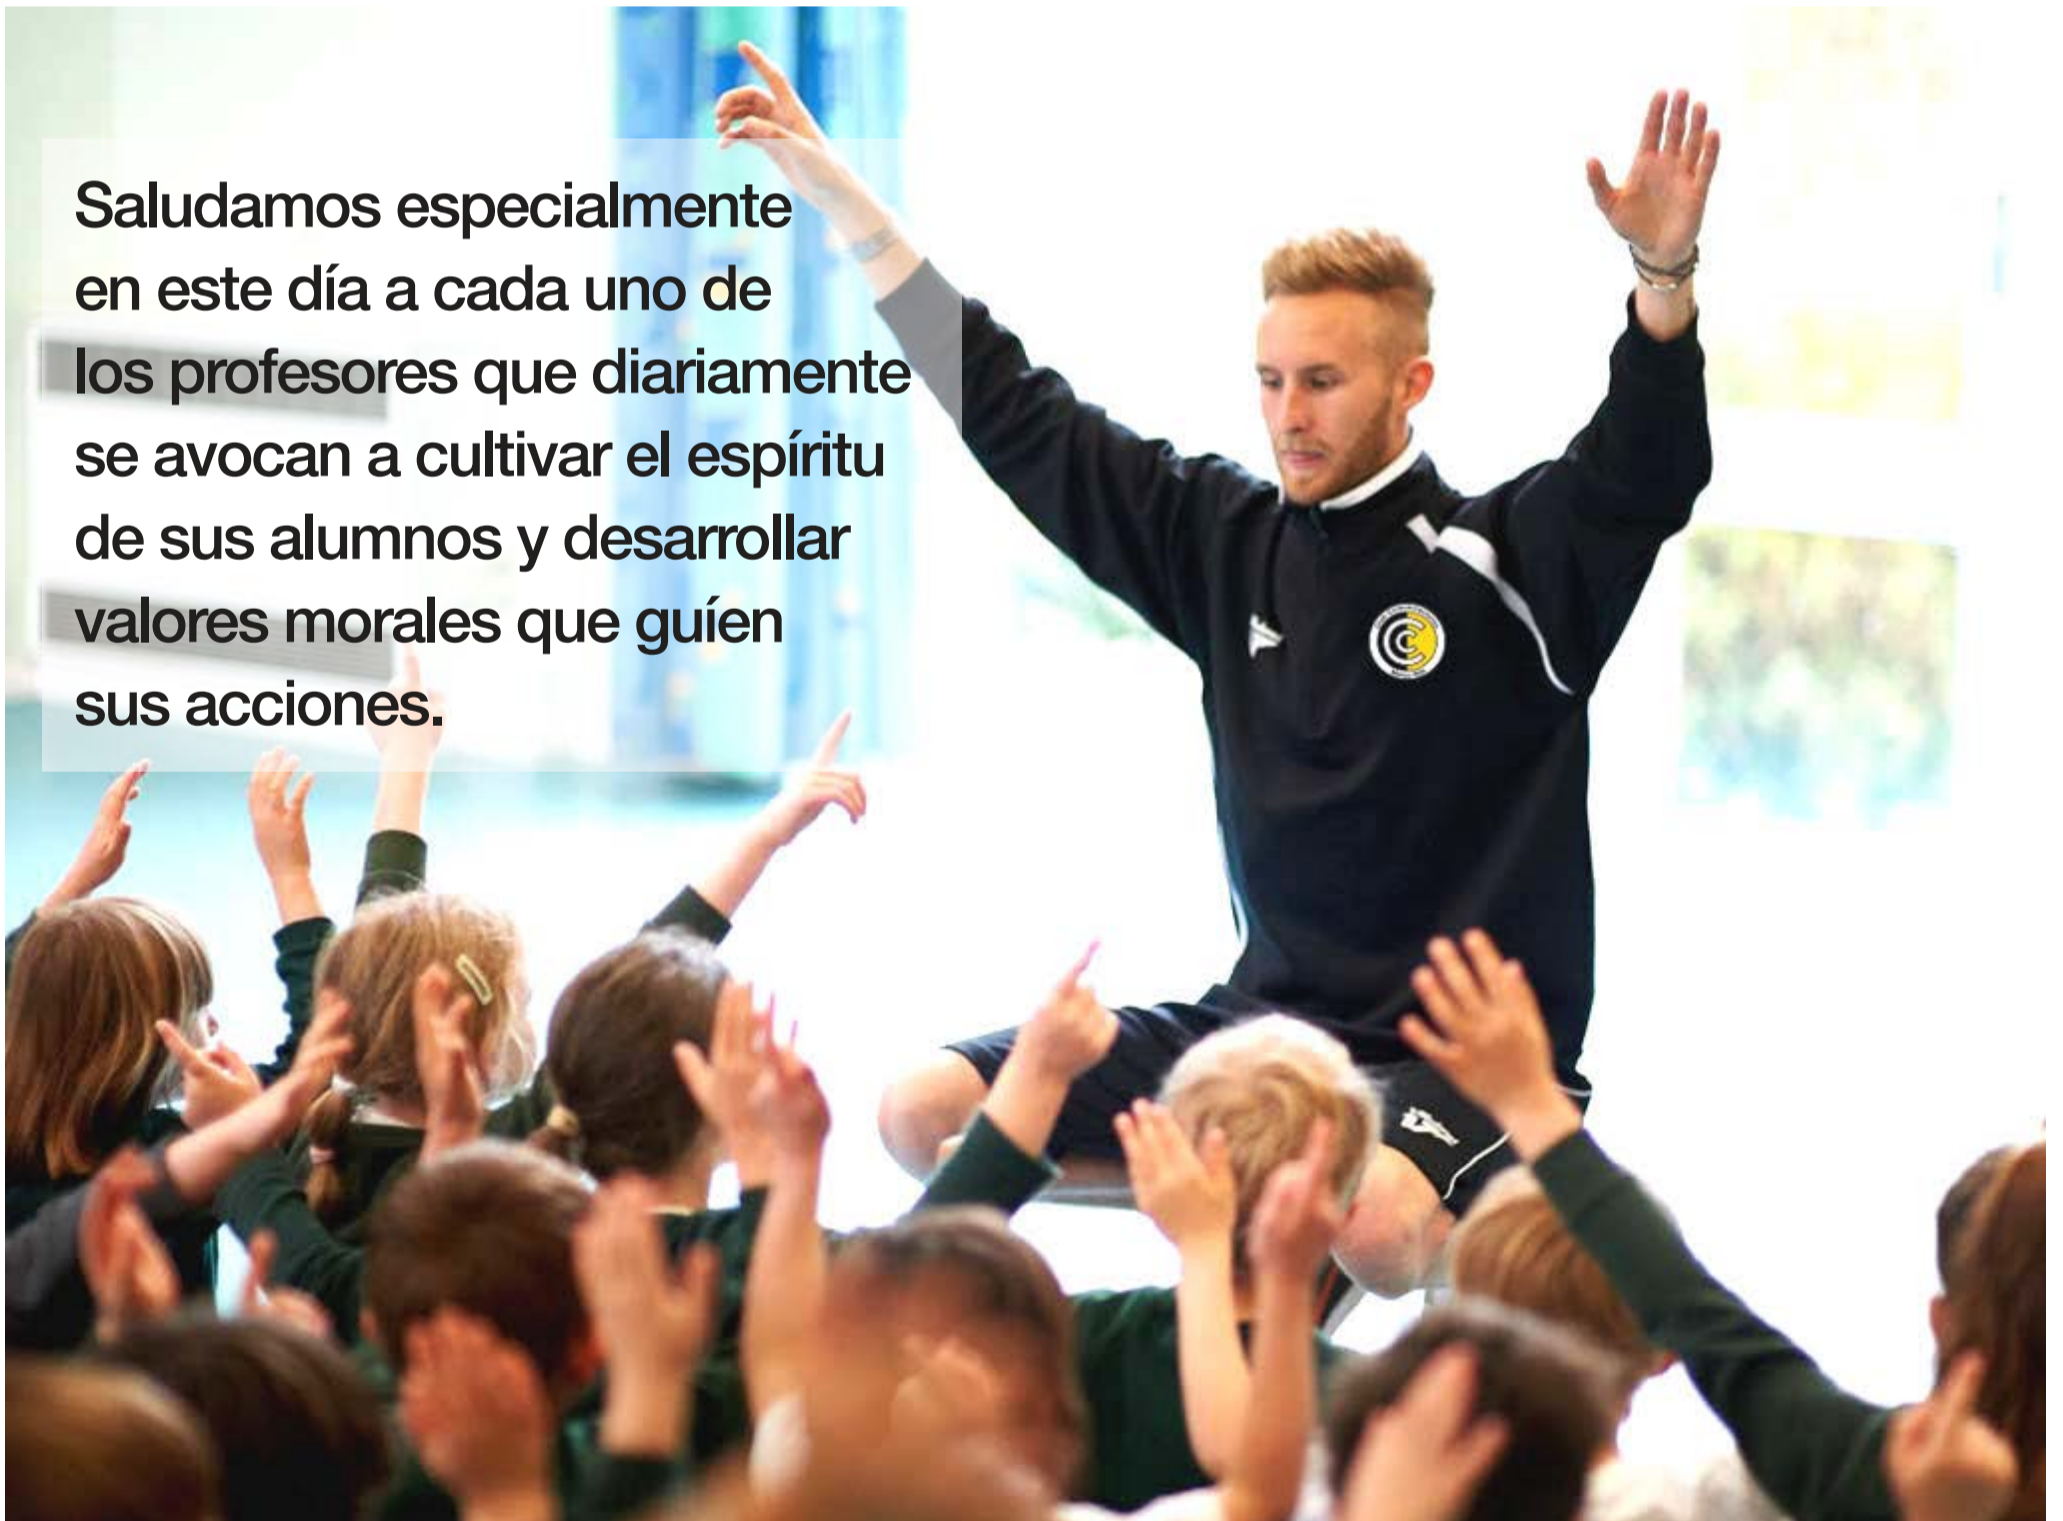 Saludamos especialmente
en este día a cada uno de
los profesores que diariamente
se avocan a cultivar el espíritu
de sus alumnos y desarrollar
valores morales que guíen
sus acciones.